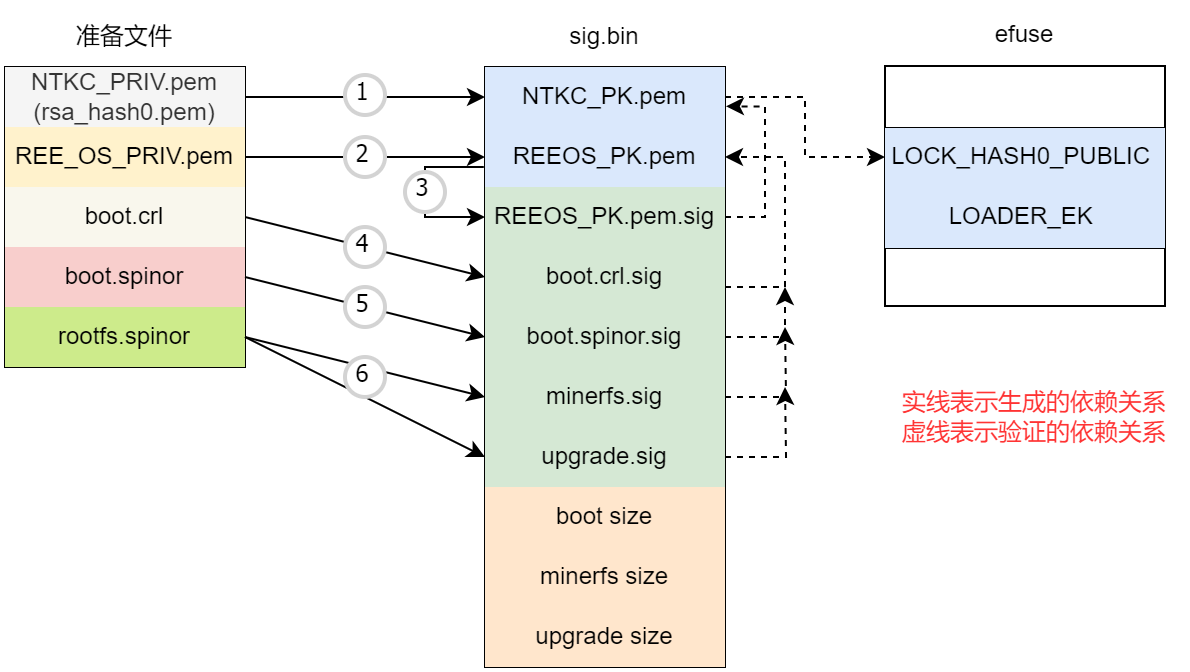 准备文件
NTKC_PRIV.pem
(rsa_hash0.pem)
REE_OS_PRIV.pem
boot.crl
boot.spinor
rootfs.spinor
1
2
3
4
5
6
sig.bin
NTKC_PK.pem
REEOS_PK.pem
REEOS_PK.pem.sig
boot.crl.sig
boot.spinor.sig
minerfs.sig
upgrade.sig
boot size
minerfs size
upgrade size
efuse
LOCK_HASH0_PUBLIC
LOADER_EK
实线表示生成的依赖关系
虚线表示验证的依赖关系